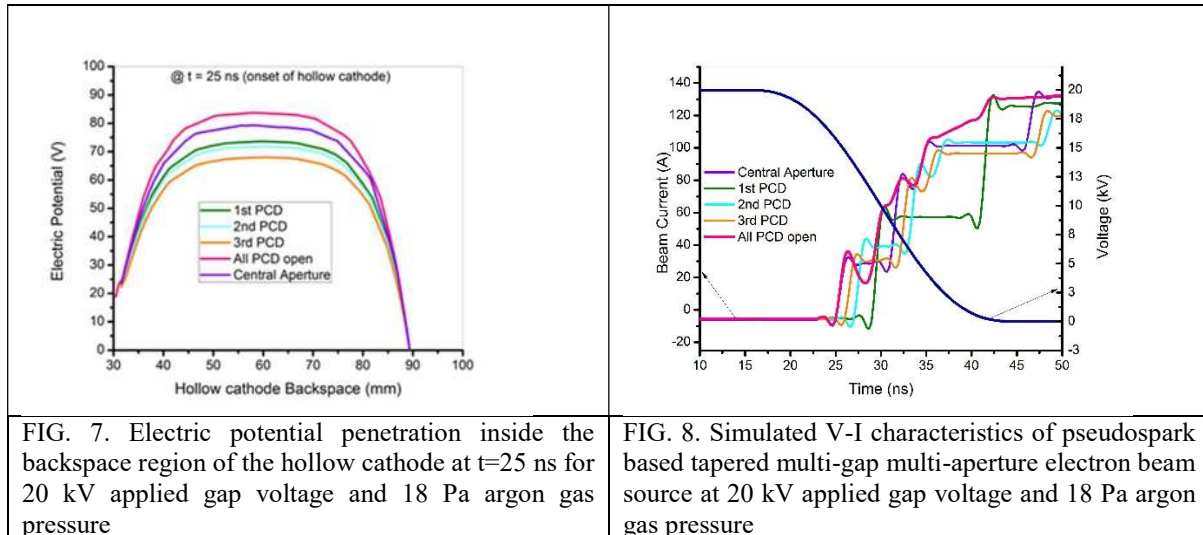 @ t = 25 ns (onset of hollow cathode)
100
90
80
70
60
50
40
30
20
10
0
Electric Potential (V)
1st PCD
2nd PCD
3rd PCD
All PCD open
Central Aperture
30 40 50 60 70 80 90 100
Hollow cathode Backspace (mm)
140
120
100
80
60
40
20
0
-20
Beam Current (A)
Central Aperture
1st PCD
2nd PCD
3rd PCD
All PCD open
20
18
15
13
10
8
5
3
0
-3
Voltage (kV)
10 15 20 25 30 35 40 45 50
Time (ns)
FIG. 7. Electric potential penetration inside the
backspace region of the hollow cathode at t=25 ns for
20 kV applied gap voltage and 18 Pa argon gas
pressure
FIG. 8. Simulated V-I characteristics of pseudospark
based tapered multi-gap multi-aperture electron beam
source at 20 kV applied gap voltage and 18 Pa argon
gas pressure